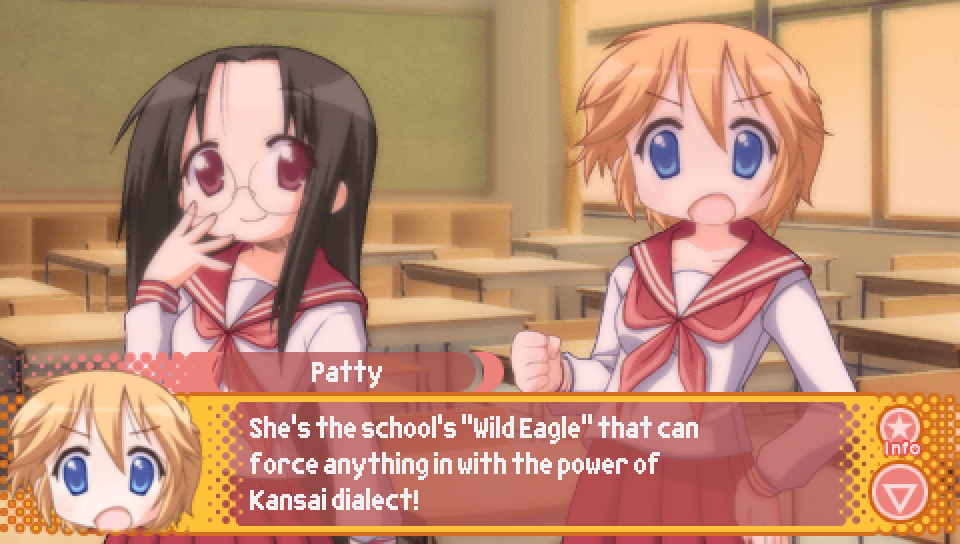 Patty
She's the school's "Wild Eagle" that can
force anything in with the power of
Kansai dialect!
Info